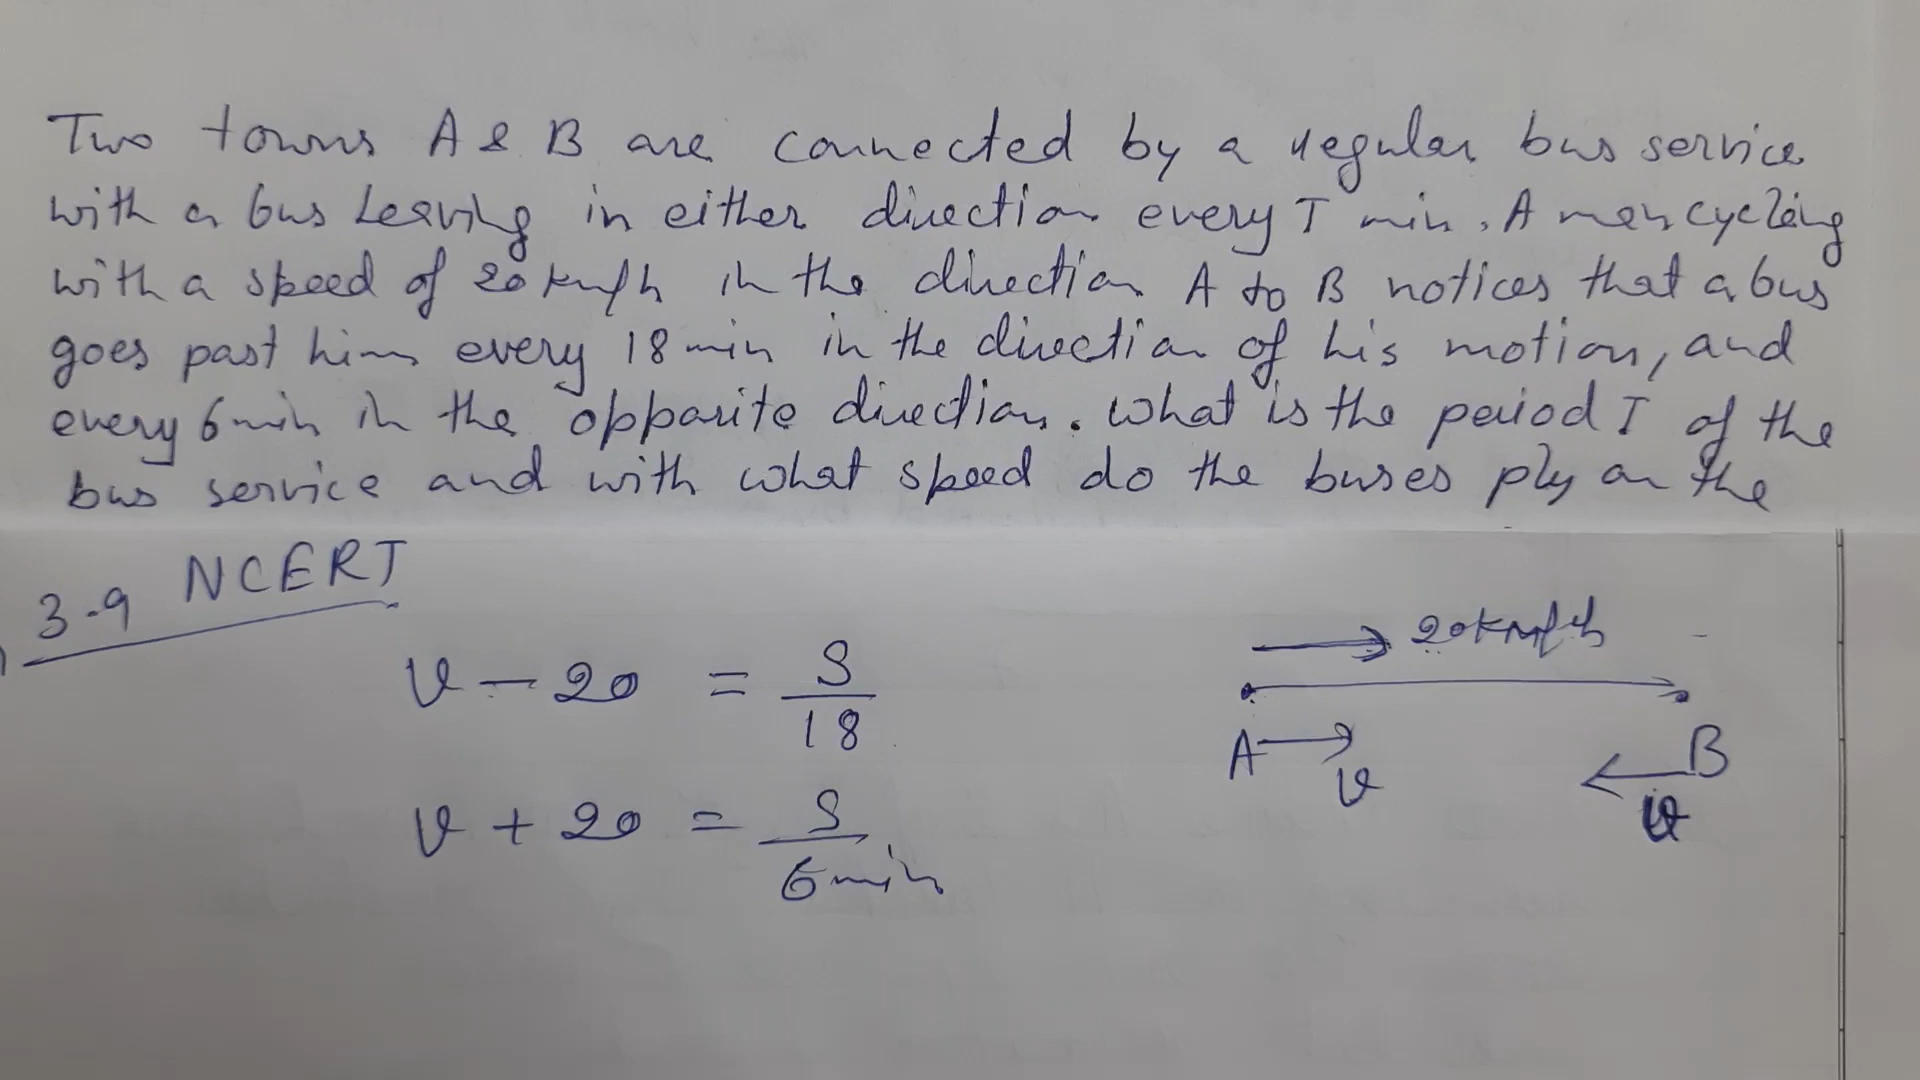 Two towns A & B are connected by a regular bus service
with a bus Leaving in either direction every T min. A man cycling
with a speed of 20 km/h in the direction A to B notices that a bus
goes past him every 18 min in the direction of his motion, and
every 6 min in the opposite direction. What is the period T of the
bus service and with what speed do the buses ply on the
3.9 NCERT
v - 20 = S/18
v + 20 = S/6 min
20 km/h
A v
B
v